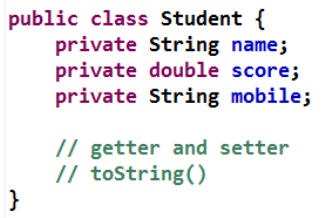 public class Student {
    private String name;
    private double score;
    private String mobile;

    // getter and setter
    // toString()
}